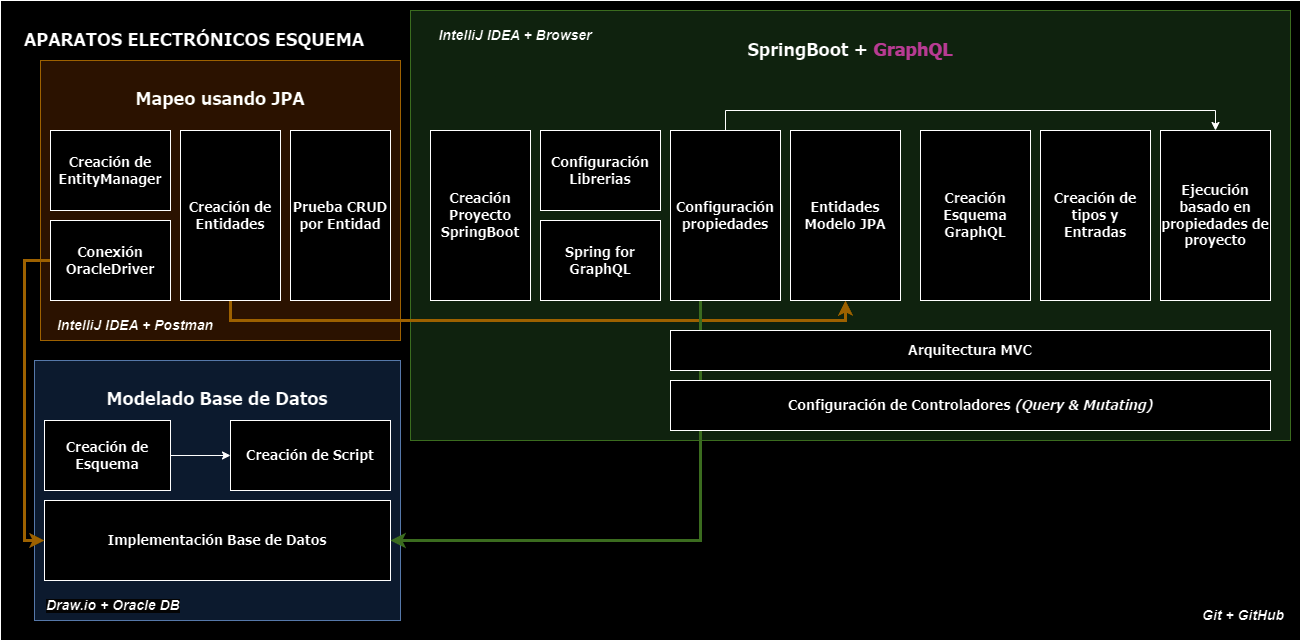 APARATOS ELECTRÓNICOS ESQUEMA
Mapeo usando JPA
Creación de
EntityManager
Conexión
OracleDriver
Creación de
Entidades
Prueba CRUD
por Entidad
IntelliJ IDEA + Postman
Modelado Base de Datos
Creación de
Esquema
Creación de Script
Implementación Base de Datos
Draw.io + Oracle DB
IntelliJ IDEA + Browser
SpringBoot + GraphQL
Creación
Proyecto
SpringBoot
Configuración
Librerias
Spring for
GraphQL
Configuración
propiedades
Entidades
Modelo JPA
Creación
Esquema
GraphQL
Creación de
tipos y
Entradas
Ejecución
basado en
propiedades de
proyecto
Arquitectura MVC
Configuración de Controladores (Query & Mutating)
Git + GitHub